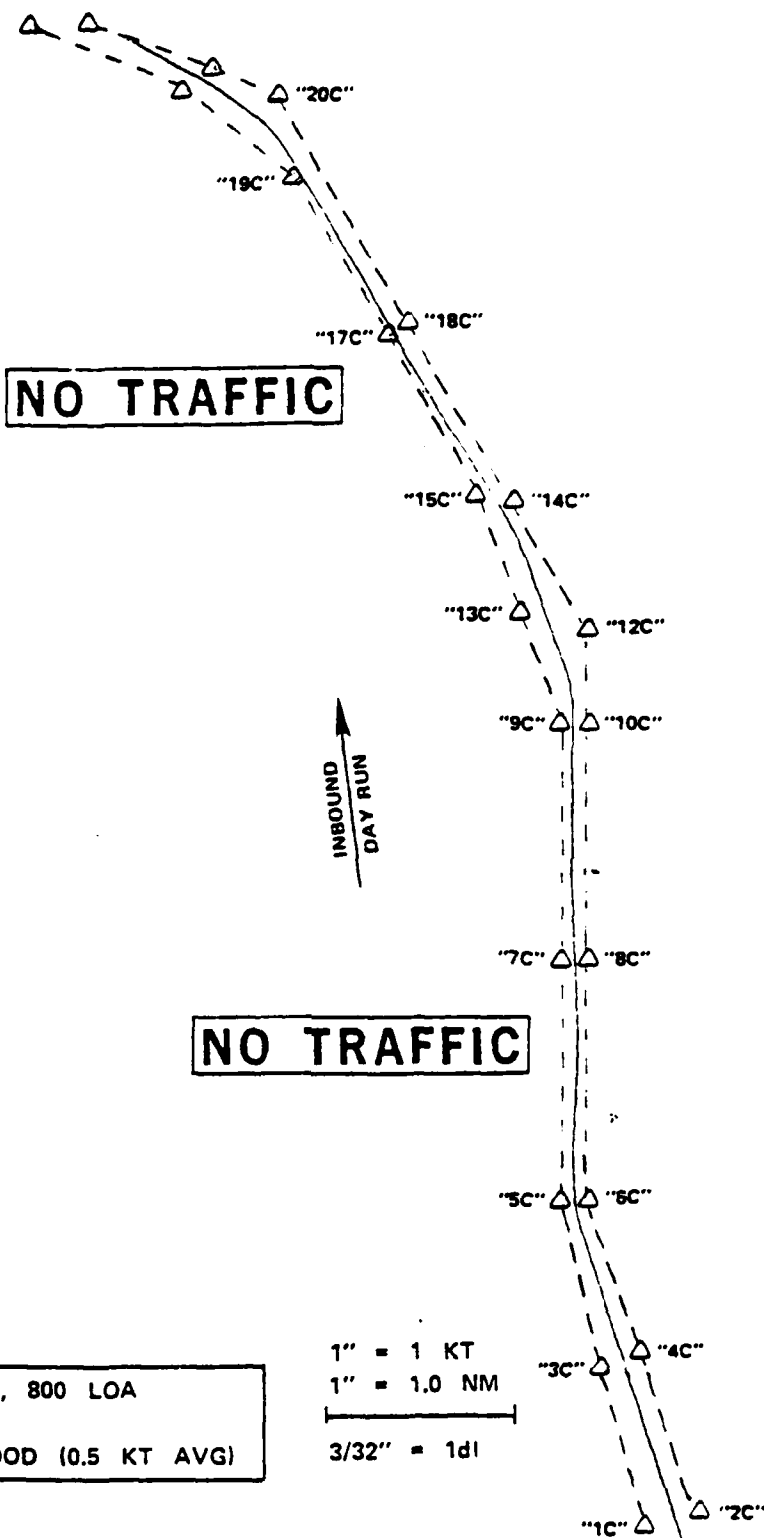 "20C"
"19C"
"18C"
"17C"
NO TRAFFIC
"15C" "14C"
"13C"
"12C"
"9C" "10C"
INBOUND
DAY RUN
"7C" "8C"
NO TRAFFIC
"5C" "6C"
"4C"
"3C"
1" = 1 KT
1" = 1.0 NM
3/32" = 1dl
, 800 LOA
OOD (0.5 KT AVG)
"2C"
"1C"